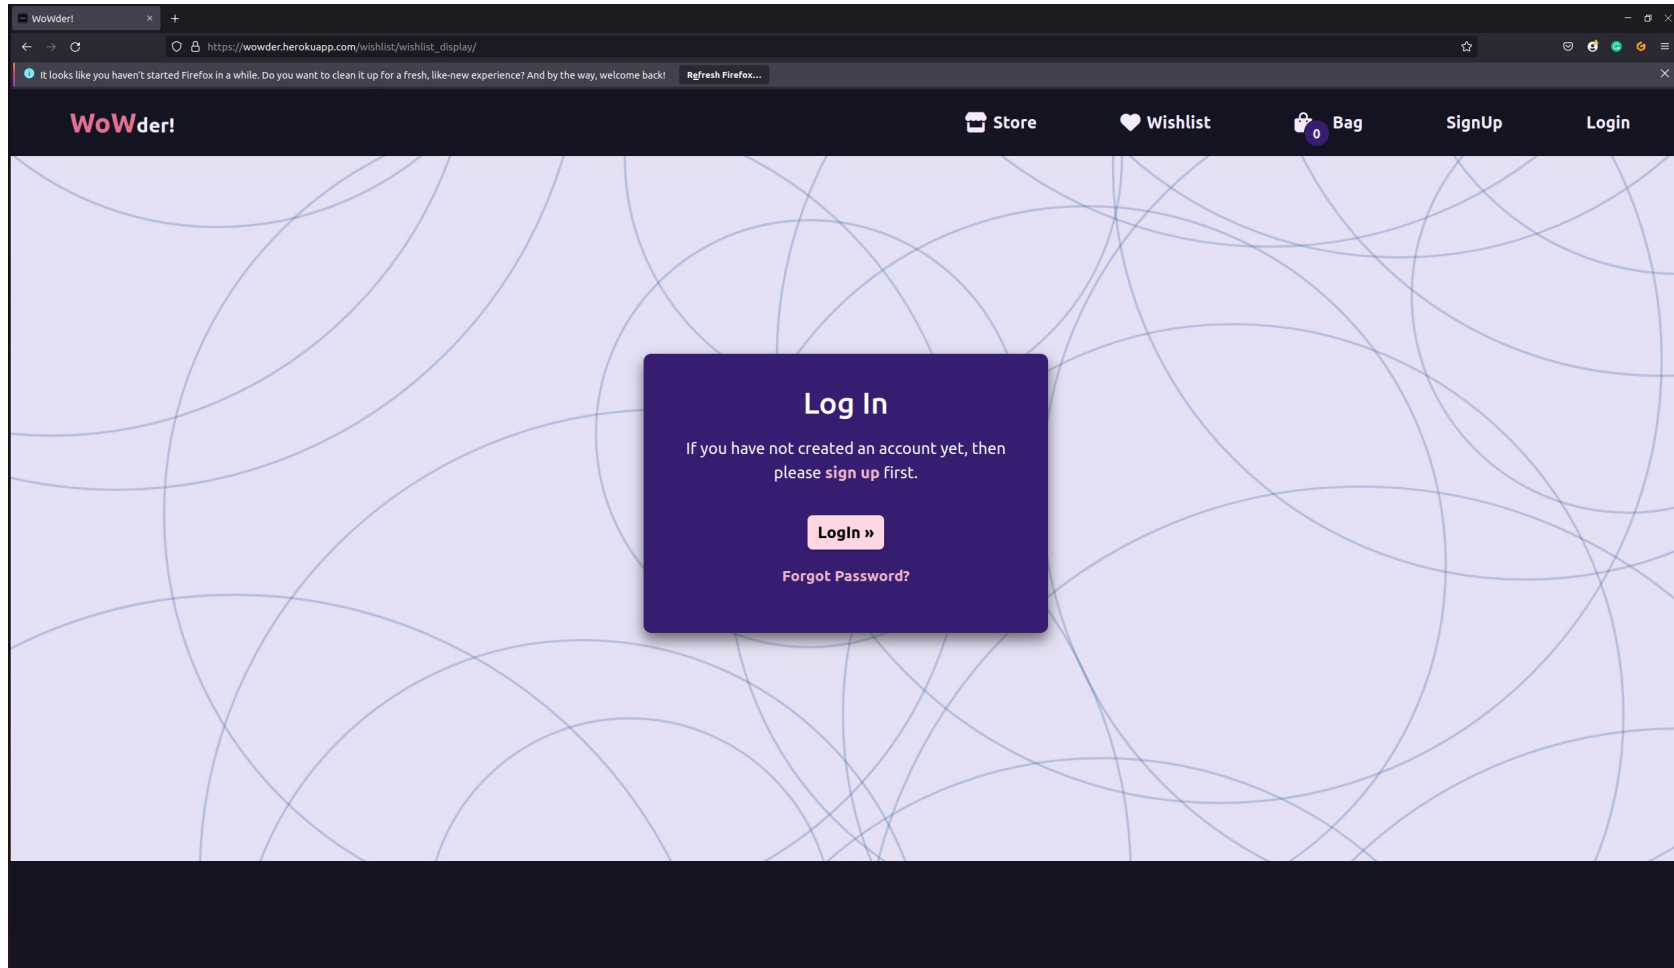 WoWder!
https://wowder.herokuapp.com/wishlist/wishlist_display/
It looks like you haven't started Firefox in a while. Do you want to clean it up for a fresh, like-new experience? And by the way, welcome back! Refresh Firefox...
WoWder! Store Wishlist 0 Bag SignUp Login
Log In
If you have not created an account yet, then
please sign up first.
LogIn »
Forgot Password?